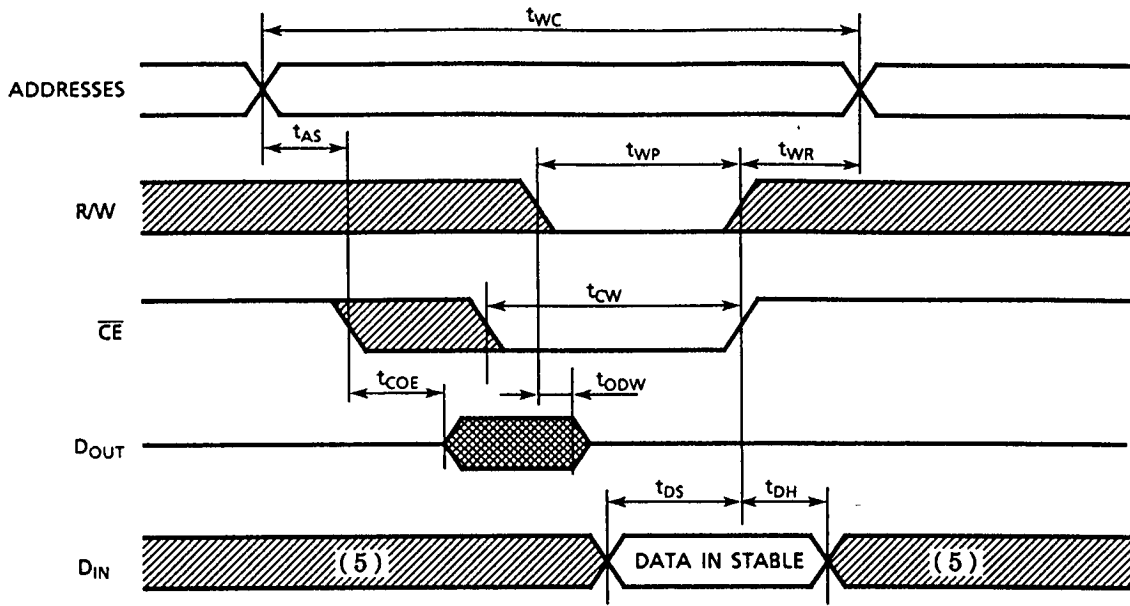 tWC
ADDRESSES
tAS
tWP
tWR
R/W
tCW
CE
tCOE
tODW
DOUT
tDS
tDH
DIN
(5)
DATA IN STABLE
(5)